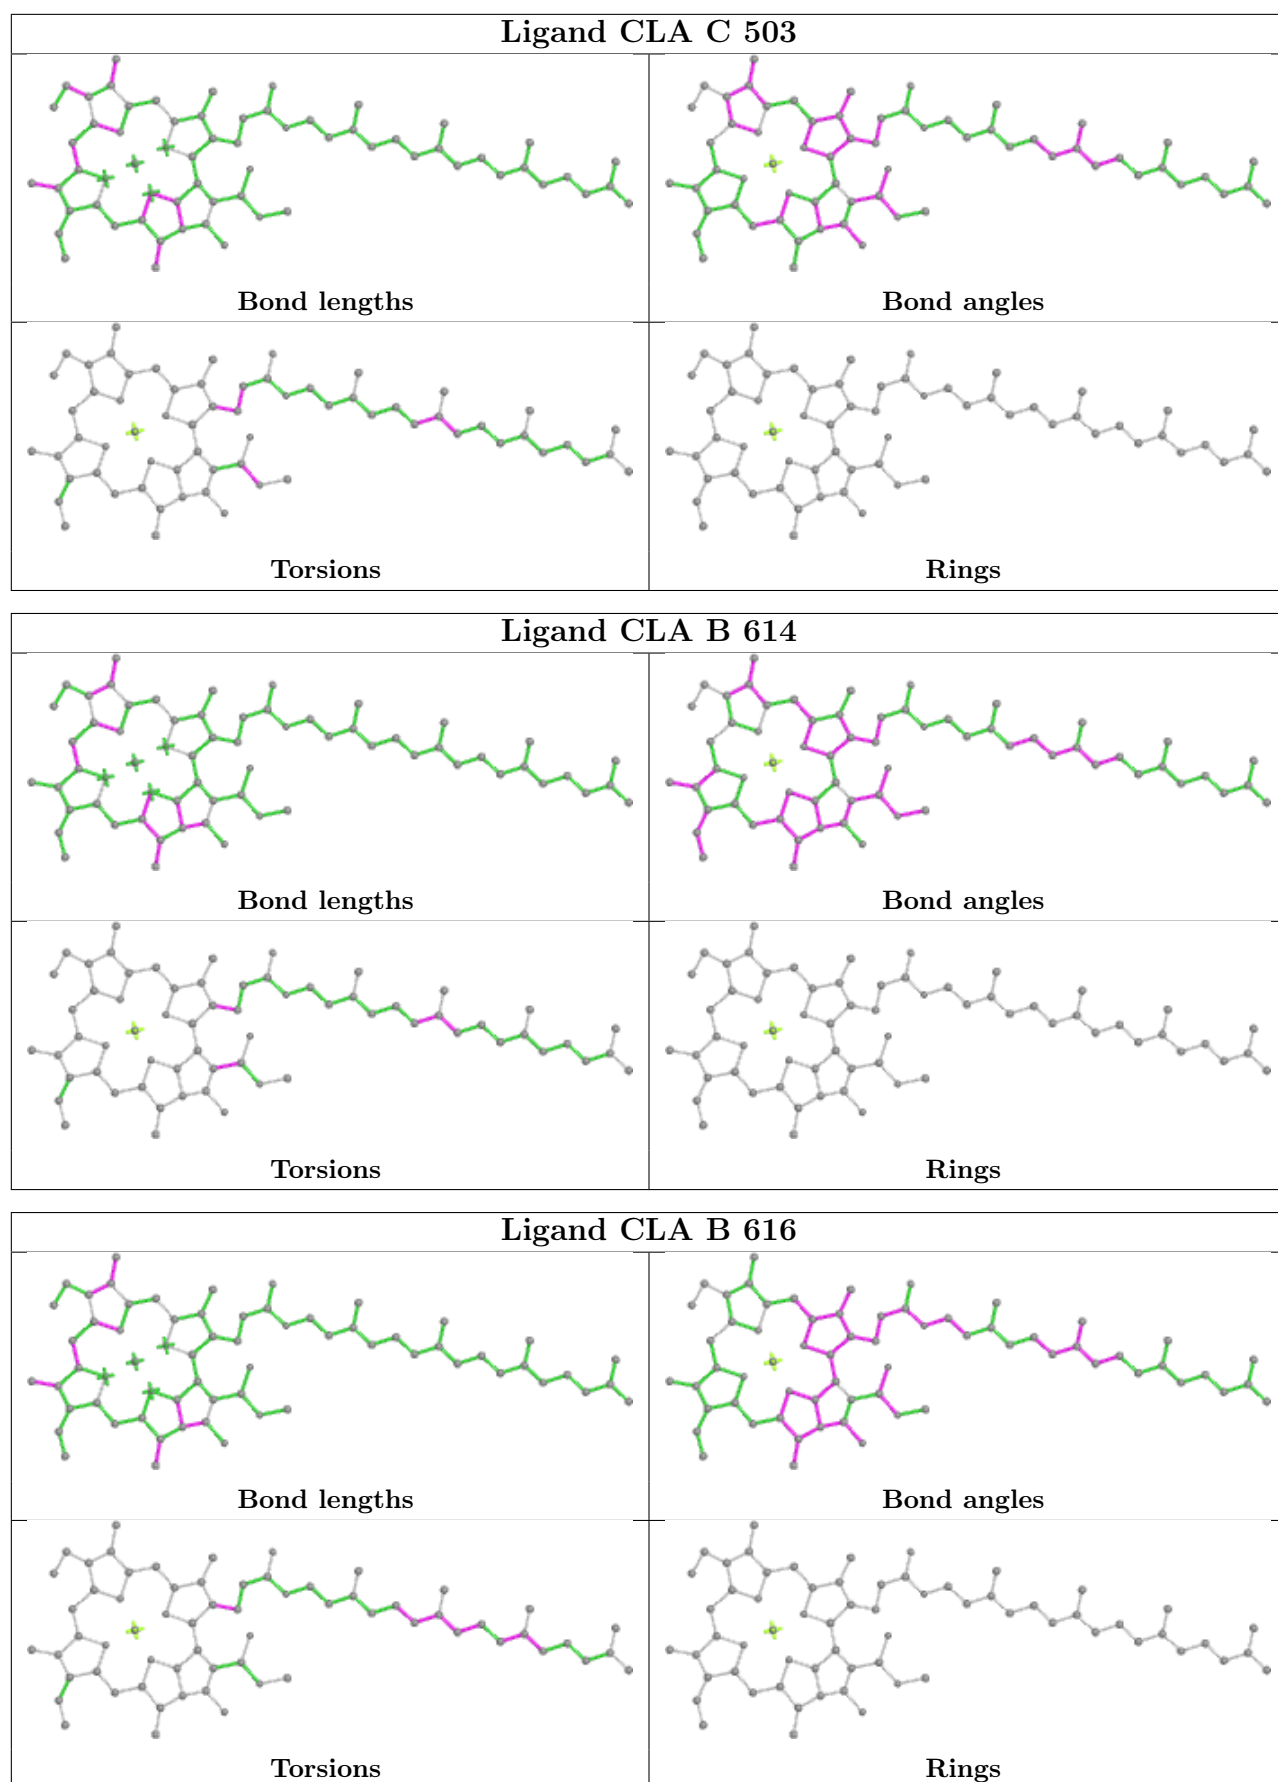 Ligand CLA C 503
Bond lengths
Bond angles
Torsions
Rings
Ligand CLA B 614
Bond lengths
Bond angles
Torsions
Rings
Ligand CLA B 616
Bond lengths
Bond angles
Torsions
Rings